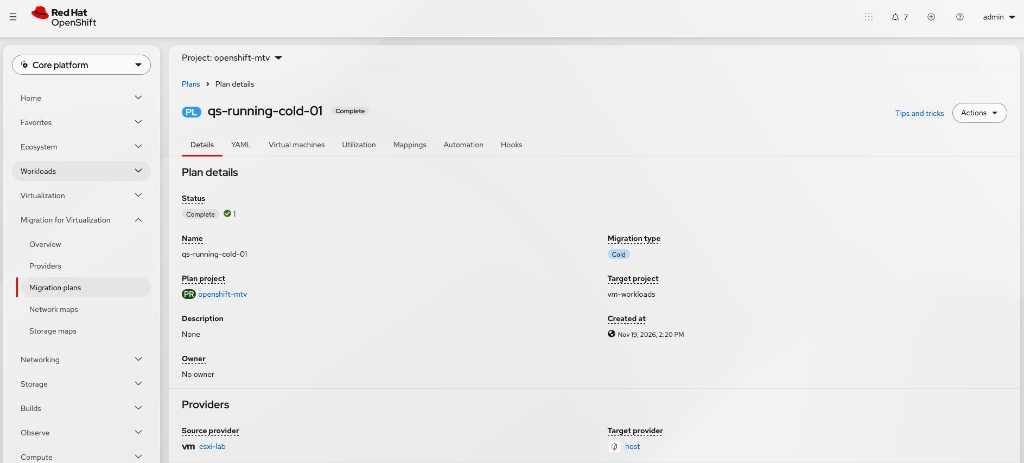 Red Hat
OpenShift
7
admin
Core platform
Home
Favorites
Ecosystem
Workloads
Virtualization
Migration for Virtualization
Overview
Providers
Migration plans
Network maps
Storage maps
Networking
Storage
Builds
Observe
Compute
Project: openshift-mtv
Plans > Plan details
PL qs-running-cold-01 Complete
Tips and tricks Actions
Details YAML Virtual machines Utilization Mappings Automation Hooks
Plan details
Status
Complete 1
Name
qs-running-cold-01
Migration type
Cold
Plan project
PR openshift-mtv
Target project
vm-workloads
Description
None
Created at
Nov 19, 2026, 2:20 PM
Owner
No owner
Providers
Source provider
vm esxi-lab
Target provider
host